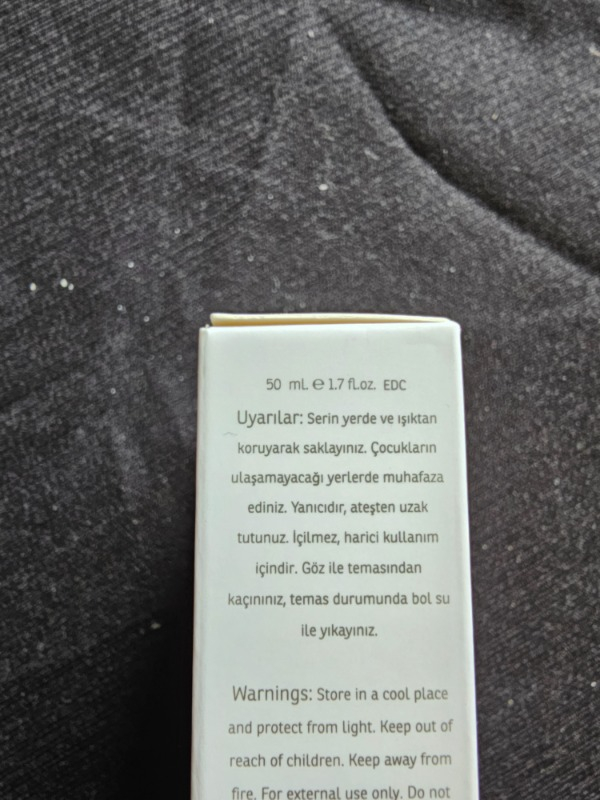 50 ml. ℮ 1.7 fl.oz. EDC
Uyarılar: Serin yerde ve ışıktan
koruyarak saklayınız. Çocukların
ulaşamayacağı yerlerde muhafaza
ediniz. Yanıcıdır, ateşten uzak
tutunuz. İçilmez, harici kullanım
içindir. Göz ile temasından
kaçınınız, temas durumunda bol su
ile yıkayınız.
Warnings: Store in a cool place
and protect from light. Keep out of
reach of children. Keep away from
fire. For external use only. Do not